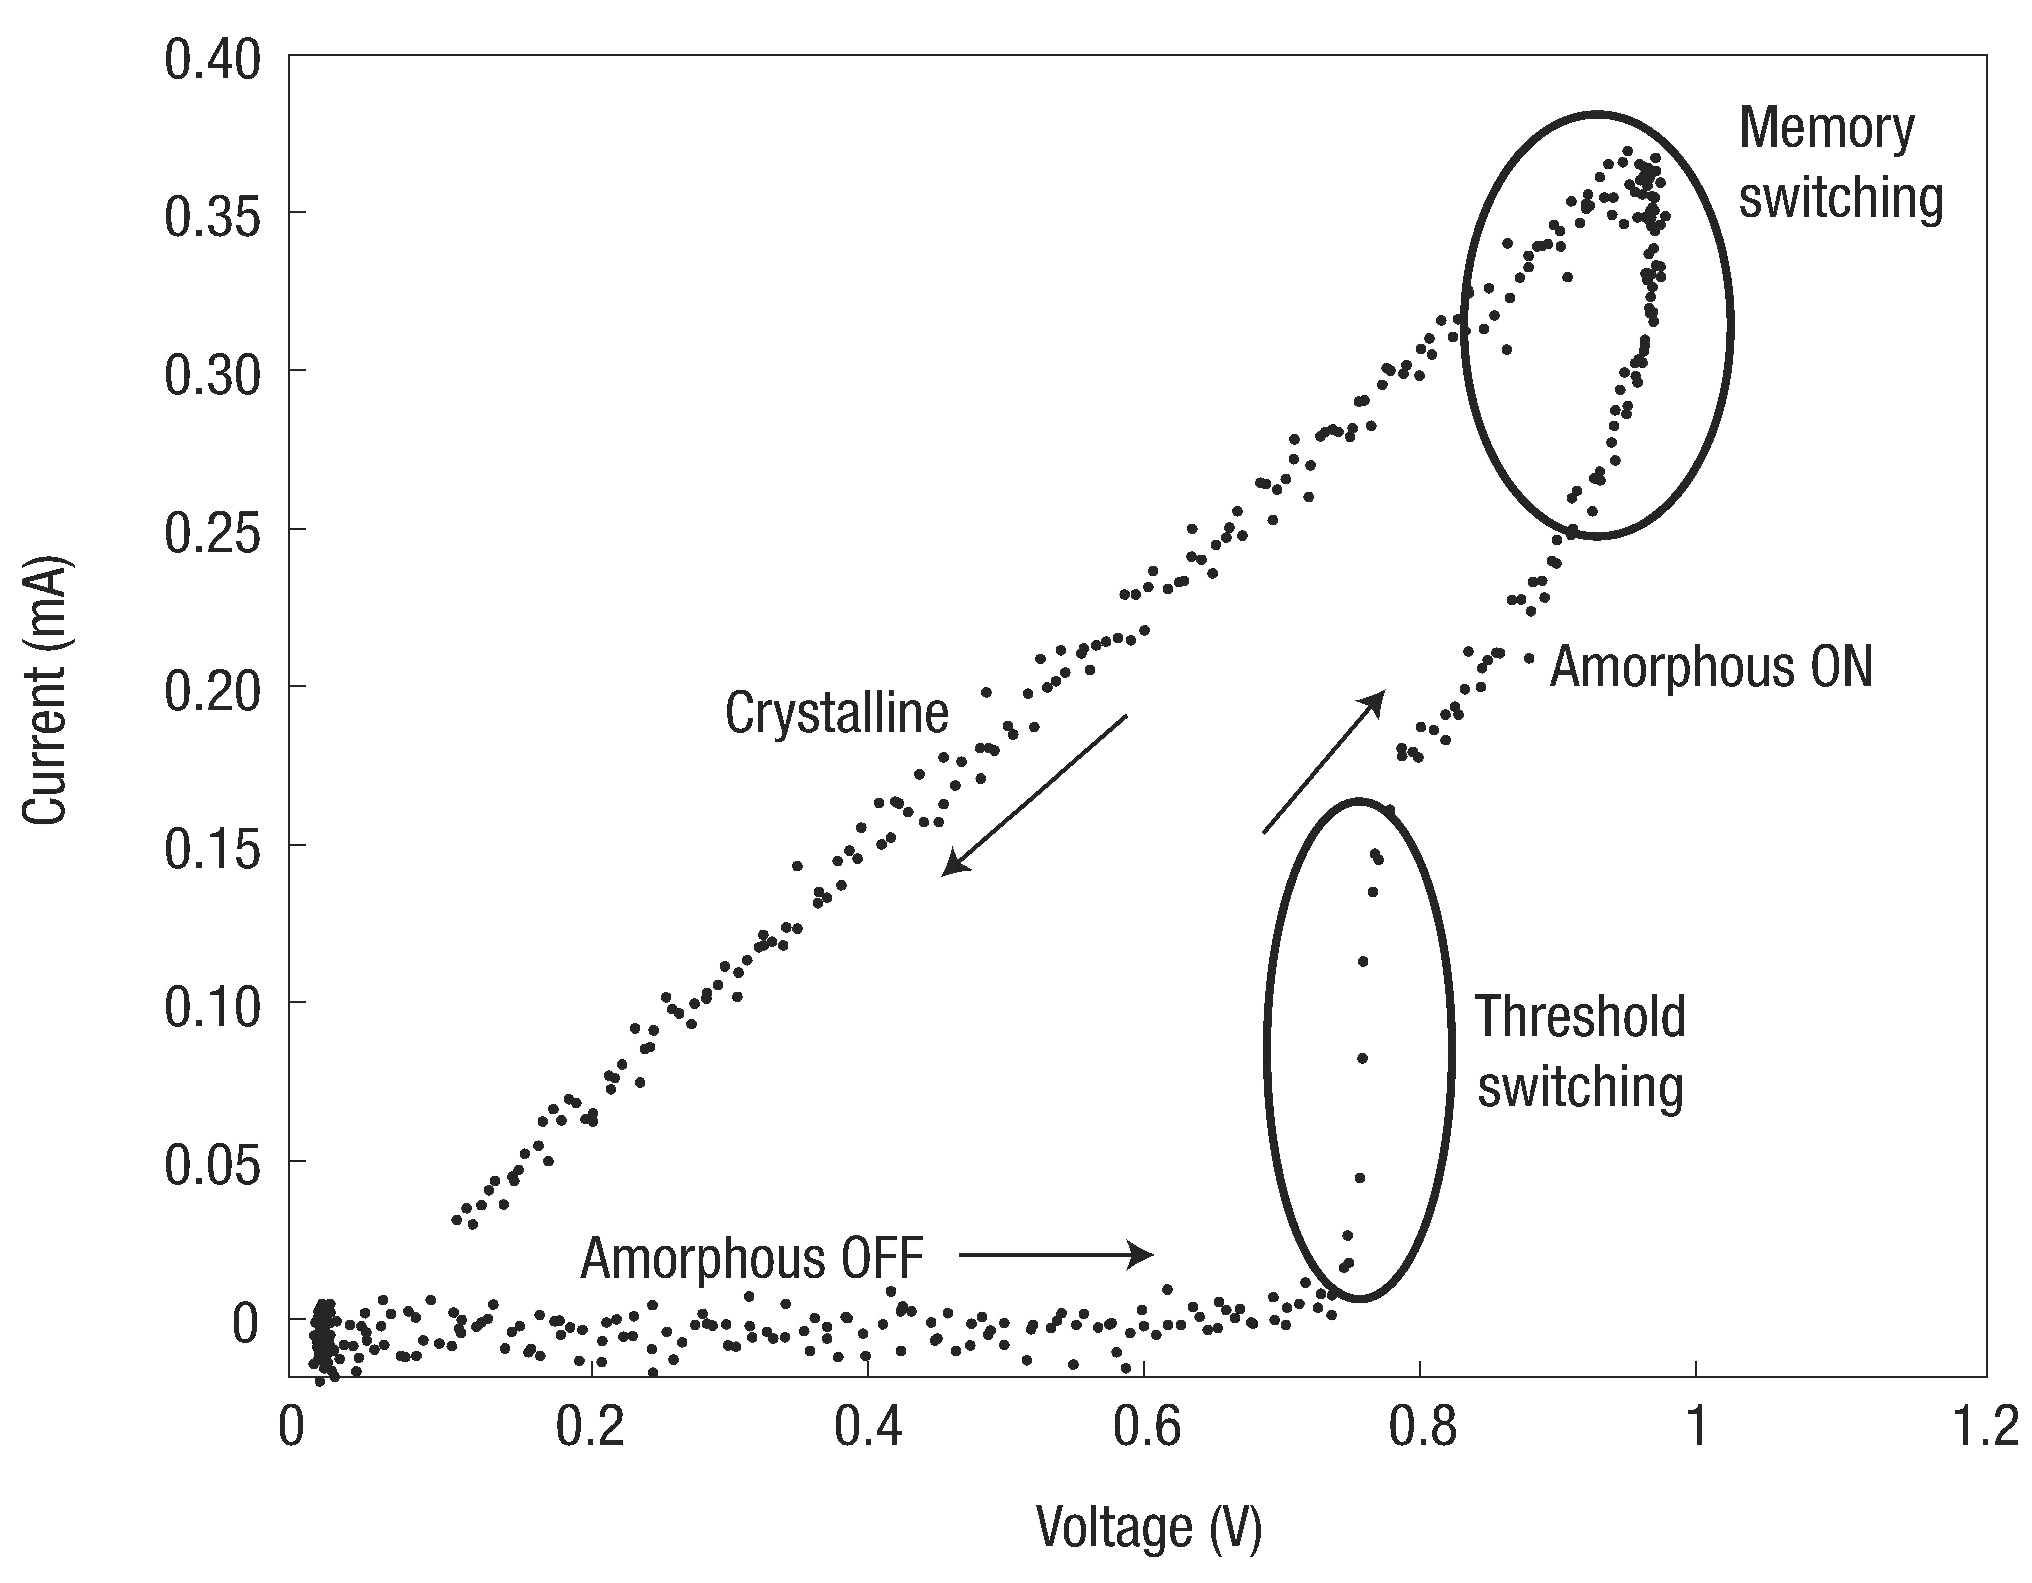 0.40
0.35
0.30
0.25
0.20
0.15
0.10
0.05
0
Current (mA)
Memory
switching
Amorphous ON
Crystalline
Threshold
switching
Amorphous OFF
0 0.2 0.4 0.6 0.8 1 1.2
Voltage (V)